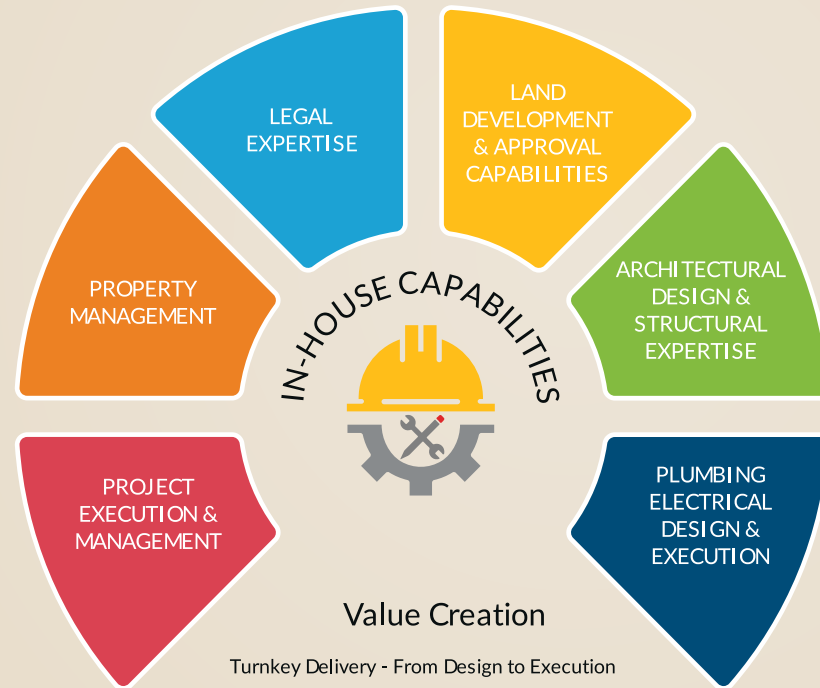 LEGAL
EXPERTISE
LAND
DEVELOPMENT
& APPROVAL
CAPABILITIES
PROPERTY
MANAGEMENT
ARCHITECTURAL
DESIGN &
STRUCTURAL
EXPERTISE
IN-HOUSE CAPABILITIES
PROJECT
EXECUTION &
MANAGEMENT
PLUMBING
ELECTRICAL
DESIGN &
EXECUTION
Value Creation
Turnkey Delivery - From Design to Execution